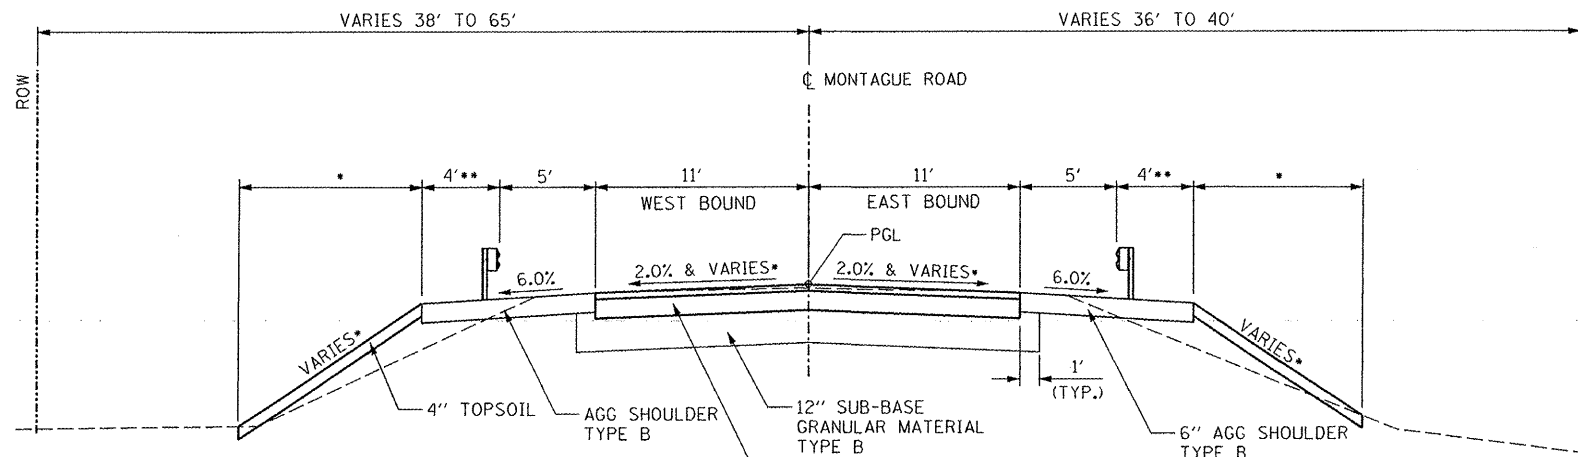 VARIES 38' TO 65'
VARIES 36' TO 40'
ROW
℄ MONTAGUE ROAD
*
4'**
5'
11'
11'
5'
4'**
*
WEST BOUND
EAST BOUND
PGL
6.0%
2.0% & VARIES*
2.0% & VARIES*
6.0%
VARIES*
VARIES*
1'
(TYP.)
4" TOPSOIL
AGG SHOULDER
TYPE B
12" SUB-BASE
GRANULAR MATERIAL
TYPE B
6" AGG SHOULDER
TYPE B